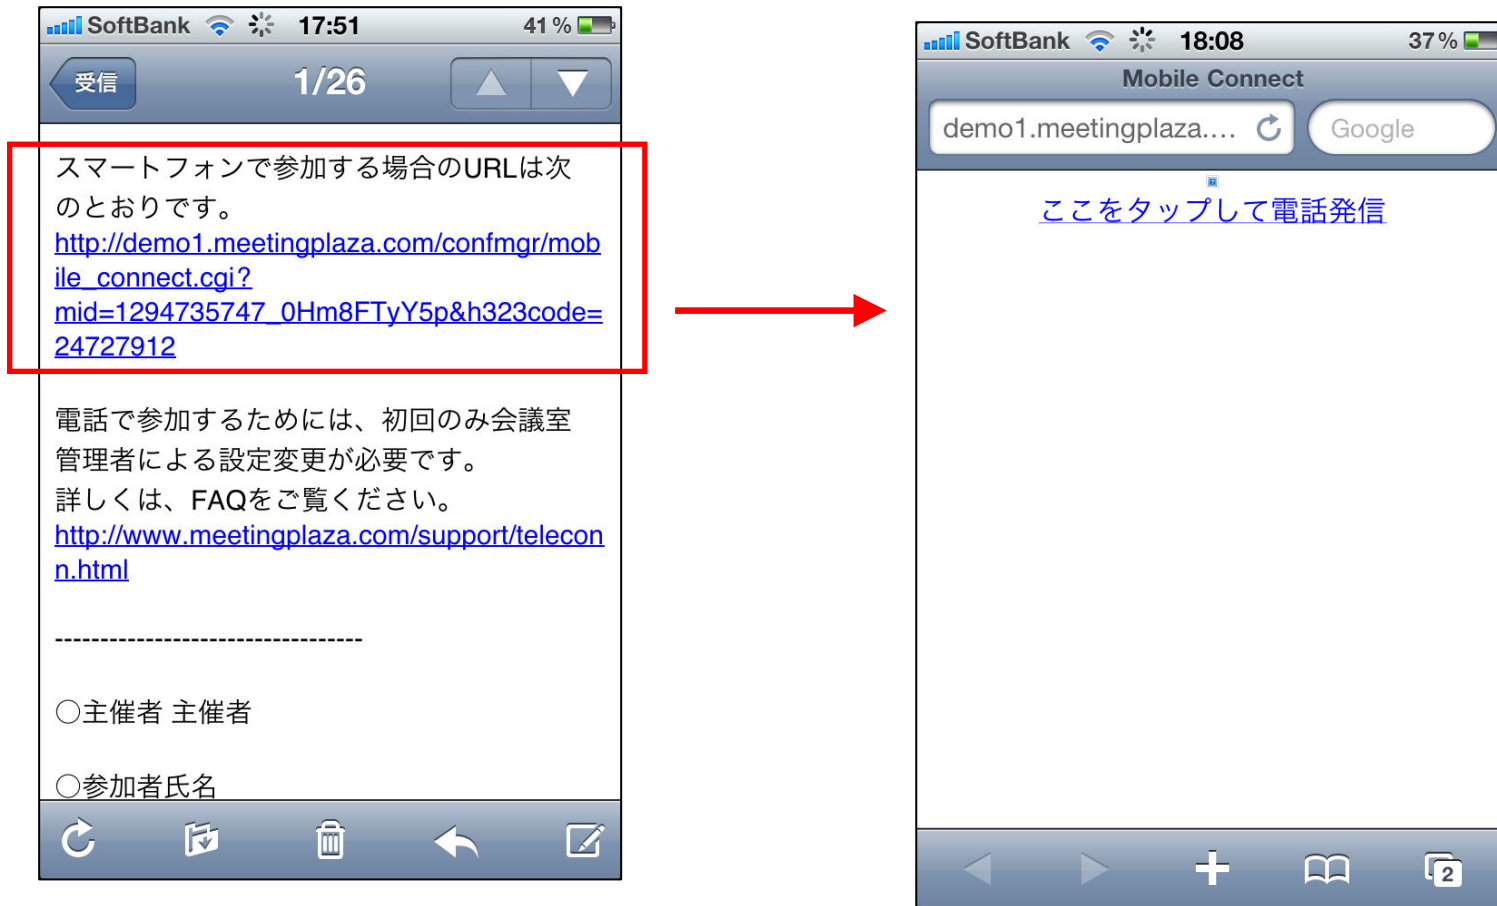 SoftBank 17:51 41%
受信 1/26
スマートフォンで参加する場合のURLは次
のとおりです。
http://demo1.meetingplaza.com/confmgr/mob
ile_connect.cgi?
mid=1294735747_0Hm8FTyY5p&h323code=
24727912
電話で参加するためには、初回のみ会議室
管理者による設定変更が必要です。
詳しくは、FAQをご覧ください。
http://www.meetingplaza.com/support/telecon
n.html
----------------------------------
○主催者 主催者
○参加者氏名
SoftBank 18:08 37%
Mobile Connect
demo1.meetingplaza.... Google
ここをタップして電話発信
2